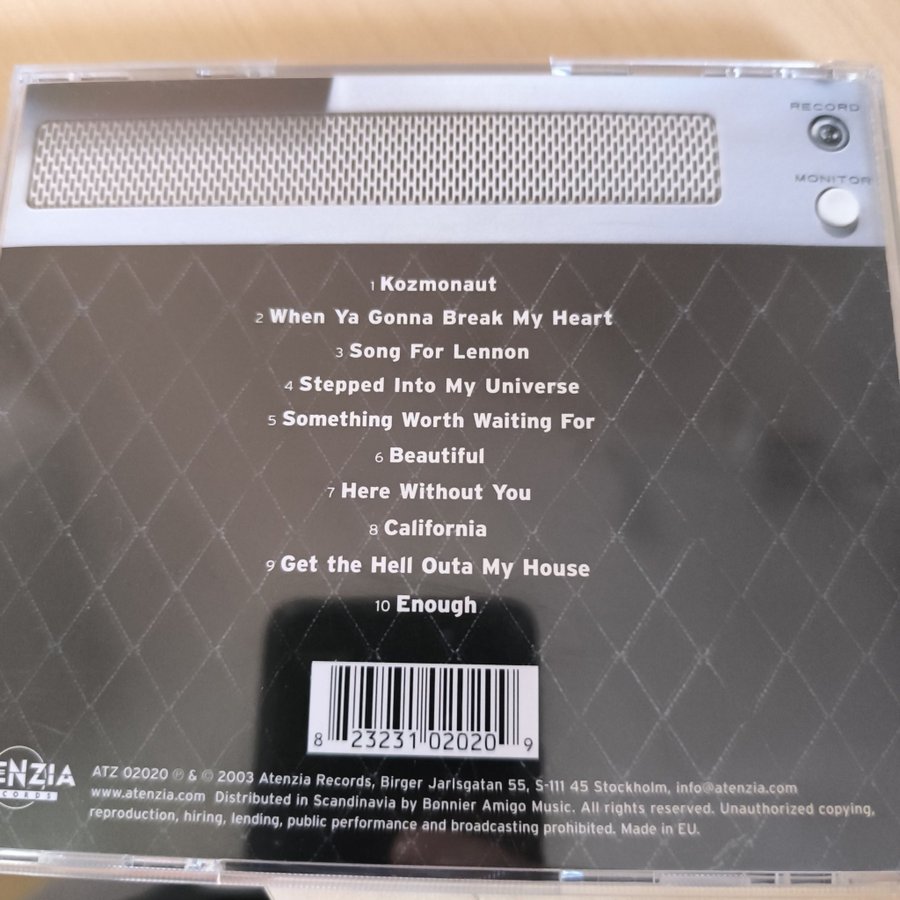 RECORD
MONITOR
1 Kozmonaut
2 When Ya Gonna Break My Heart
3 Song For Lennon
4 Stepped Into My Universe
5 Something Worth Waiting For
6 Beautiful
7 Here Without You
8 California
9 Get the Hell Outa My House
10 Enough
8 23231 02020 9
ENZIA
CORDS
ATZ 02020 ℗ & © 2003 Atenzia Records, Birger Jarlsgatan 55, S-111 45 Stockholm, info@atenzia.com
www.atenzia.com Distributed in Scandinavia by Bonnier Amigo Music. All rights reserved. Unauthorized copying,
reproduction, hiring, lending, public performance and broadcasting prohibited. Made in EU.